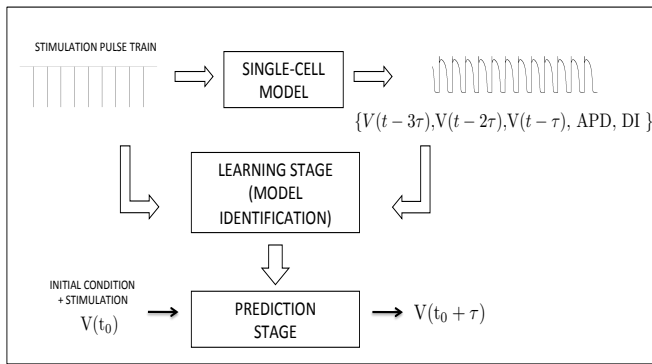 STIMULATION PULSE TRAIN
SINGLE-CELL
MODEL
{V(t − 3τ),V(t − 2τ),V(t − τ), APD, DI }
LEARNING STAGE
(MODEL
IDENTIFICATION)
INITIAL CONDITION
+ STIMULATION
V(t₀)
PREDICTION
STAGE
V(t₀ + τ)